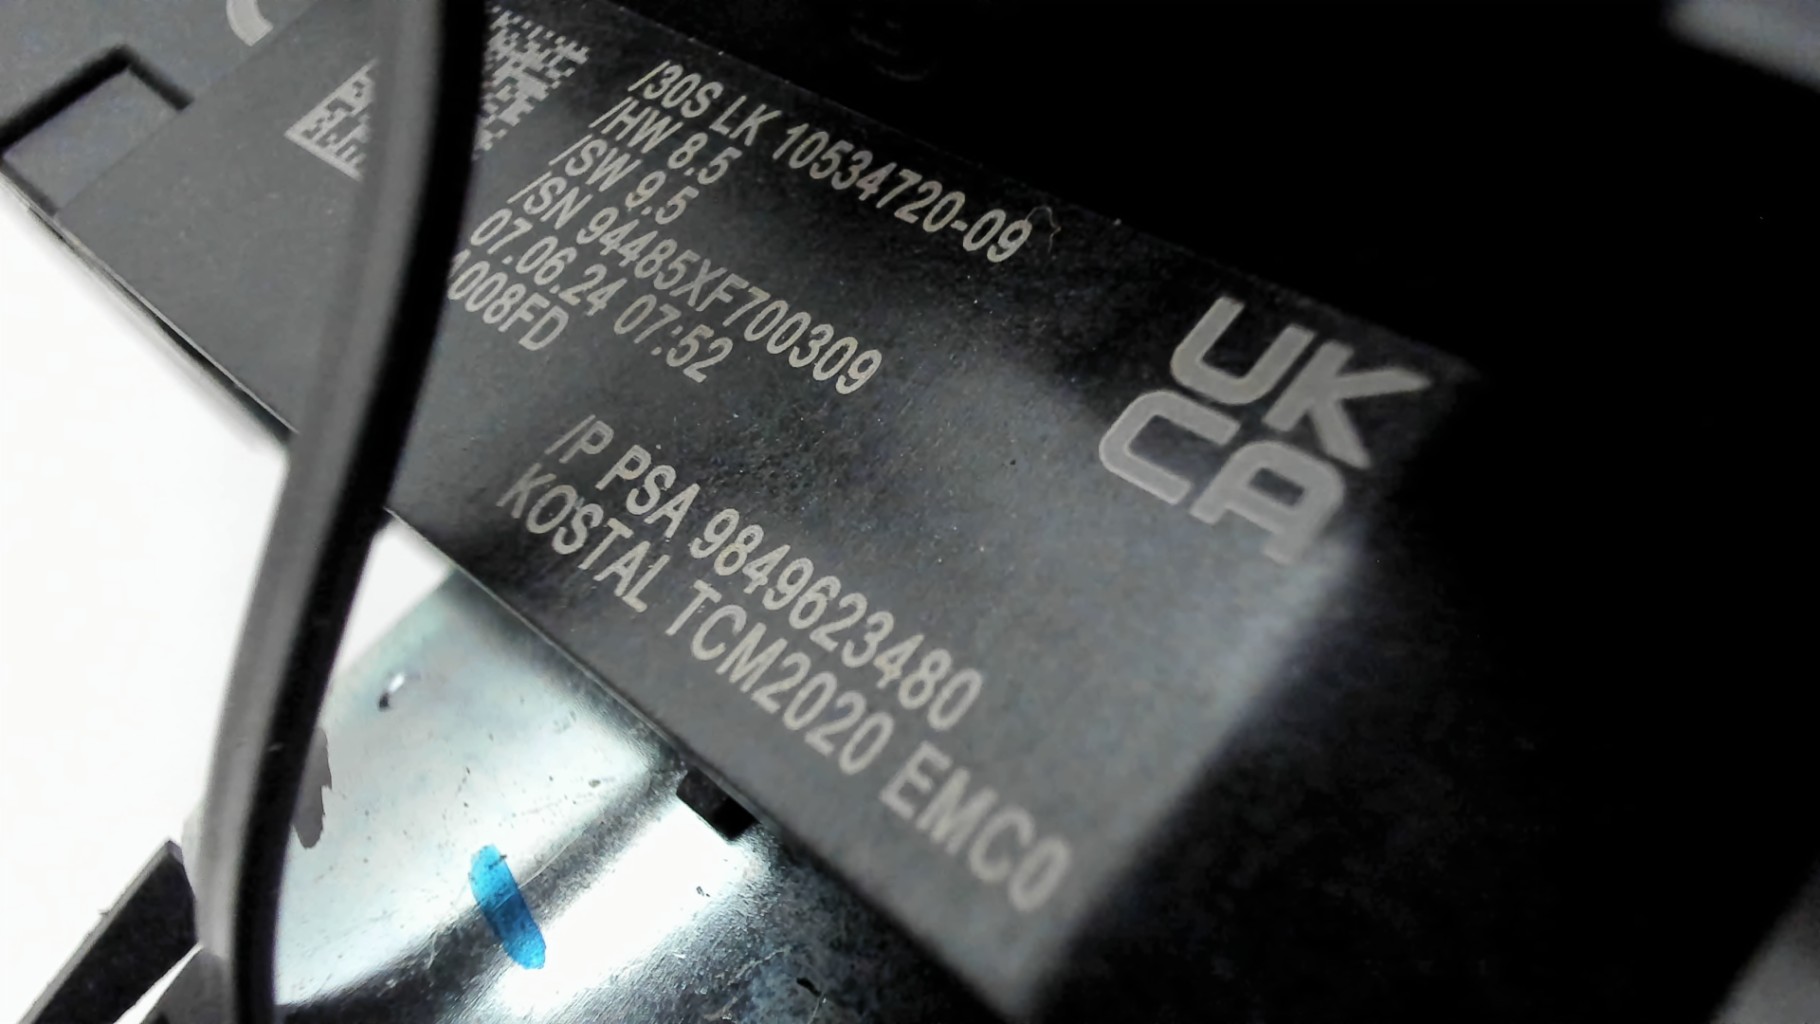 /30S LK 10534720-09
/HW 8.5
/SW 9.5
/SN 94485XF700309
07.06.24 07:52
1008FD
/P PSA 9849623480
KOSTAL TCM2020 EMC0
UK
CA